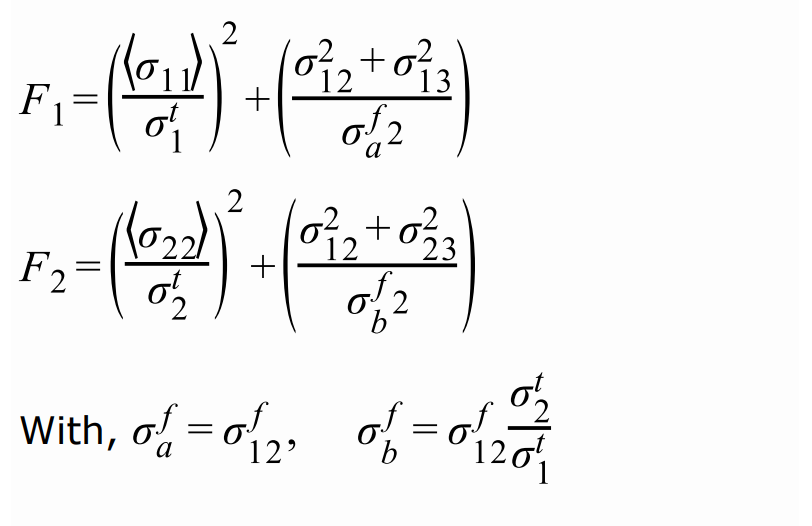 F₁ = (⟨σ₁₁⟩ / σ₁ᵗ)² + ((σ₁₂² + σ₁₃²) / σₐᶠ²)
F₂ = (⟨σ₂₂⟩ / σ₂ᵗ)² + ((σ₁₂² + σ₂₃²) / σ_bᶠ²)
With, σₐᶠ = σ₁₂ᶠ, σ_bᶠ = σ₁₂ᶠ σ₂ᵗ / σ₁ᵗ